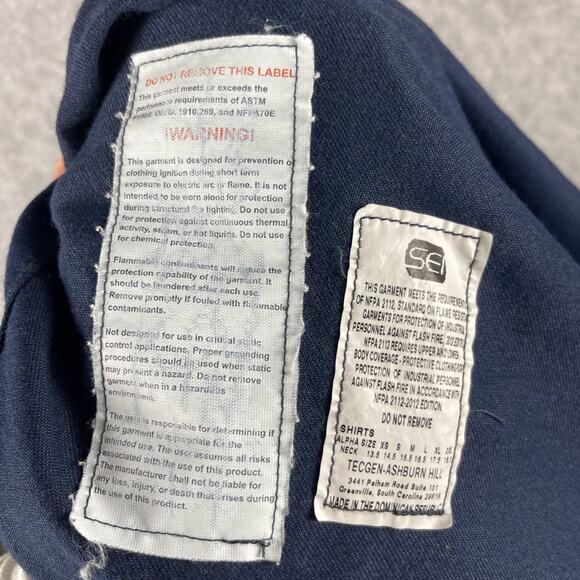 DO NOT REMOVE THIS LABEL
This garment meets or exceeds the
performance requirements of ASTM
F1506, OSHA 1910.269, and NFPA70E
WARNING!
This garment is designed for prevention of
clothing ignition during short term
exposure to electric arc or flame. It is not
intended to be worn alone for protection
during structural fire fighting. Do not use
for protection against continuous thermal
activity, steam, or hot liquids. Do not use
for chemical protection.
Flammable contaminants will reduce the
protection capability of the garment. It
should be laundered after each use.
Remove promptly if fouled with flammable
contaminants.
Not designed for use in critical static
control applications. Proper grounding
procedures should be used when static
may present a hazard. Do not remove
garment when in a hazardous
environment.
The user is responsible for determining if
this garment is appropriate for the
intended use. The user assumes all risks
associated with the use of this product.
The manufacturer shall not be liable for
any loss, injury, or death that arises during
the use of this product.
SEI
THIS GARMENT MEETS THE REQUIREMENTS
OF NFPA 2112, STANDARD ON FLAME RESIST
GARMENTS FOR PROTECTION OF INDUSTRIAL
PERSONNEL AGAINST FLASH FIRE, 2012 EDITION
NFPA 2113 REQUIRES UPPER AND LOWER
BODY COVERAGE - PROTECTIVE CLOTHING FOR
PROTECTION OF INDUSTRIAL PERSONNEL
AGAINST FLASH FIRE IN ACCORDANCE WITH
NFPA 2112-2012 EDITION.
DO NOT REMOVE
SHIRTS
ALPHA SIZE XS S M L XL 2XL
NECK 13.5 14.5 15.5 16.5 17.5 18.5
TECGEN-ASHBURN HILL
3441 Pelham Road Suite 101
Greenville, South Carolina 29615
MADE IN THE DOMINICAN REPUBLIC